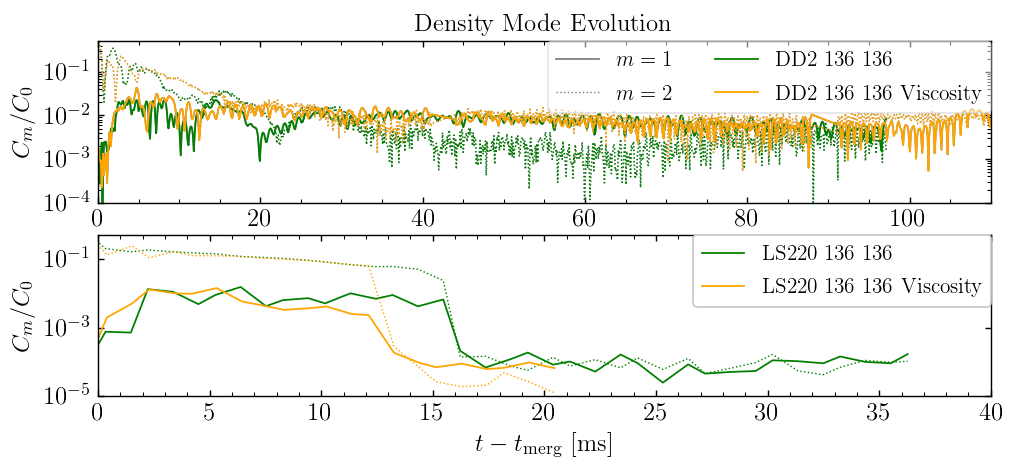 Density Mode Evolution
C_m/C_0
10^{-1}
10^{-2}
10^{-3}
10^{-4}
m = 1
m = 2
DD2 136 136
DD2 136 136 Viscosity
0 20 40 60 80 100
C_m/C_0
10^{-1}
10^{-3}
10^{-5}
LS220 136 136
LS220 136 136 Viscosity
0 5 10 15 20 25 30 35 40
t − t_{merg} [ms]